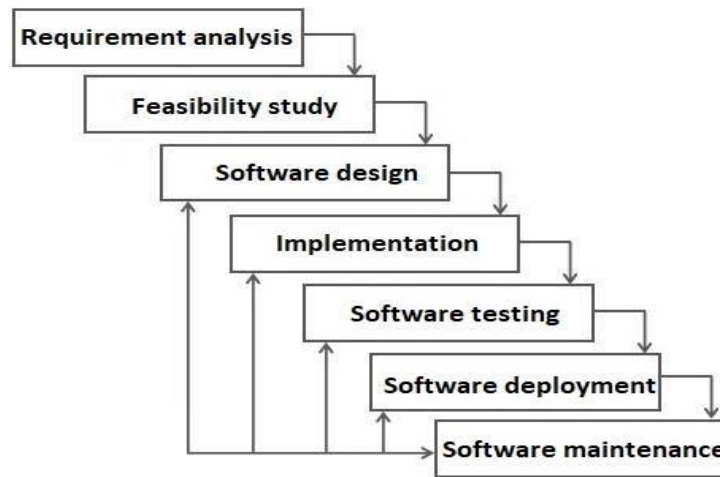 Requirement analysis
Feasibility study
Software design
Implementation
Software testing
Software deployment
Software maintenance